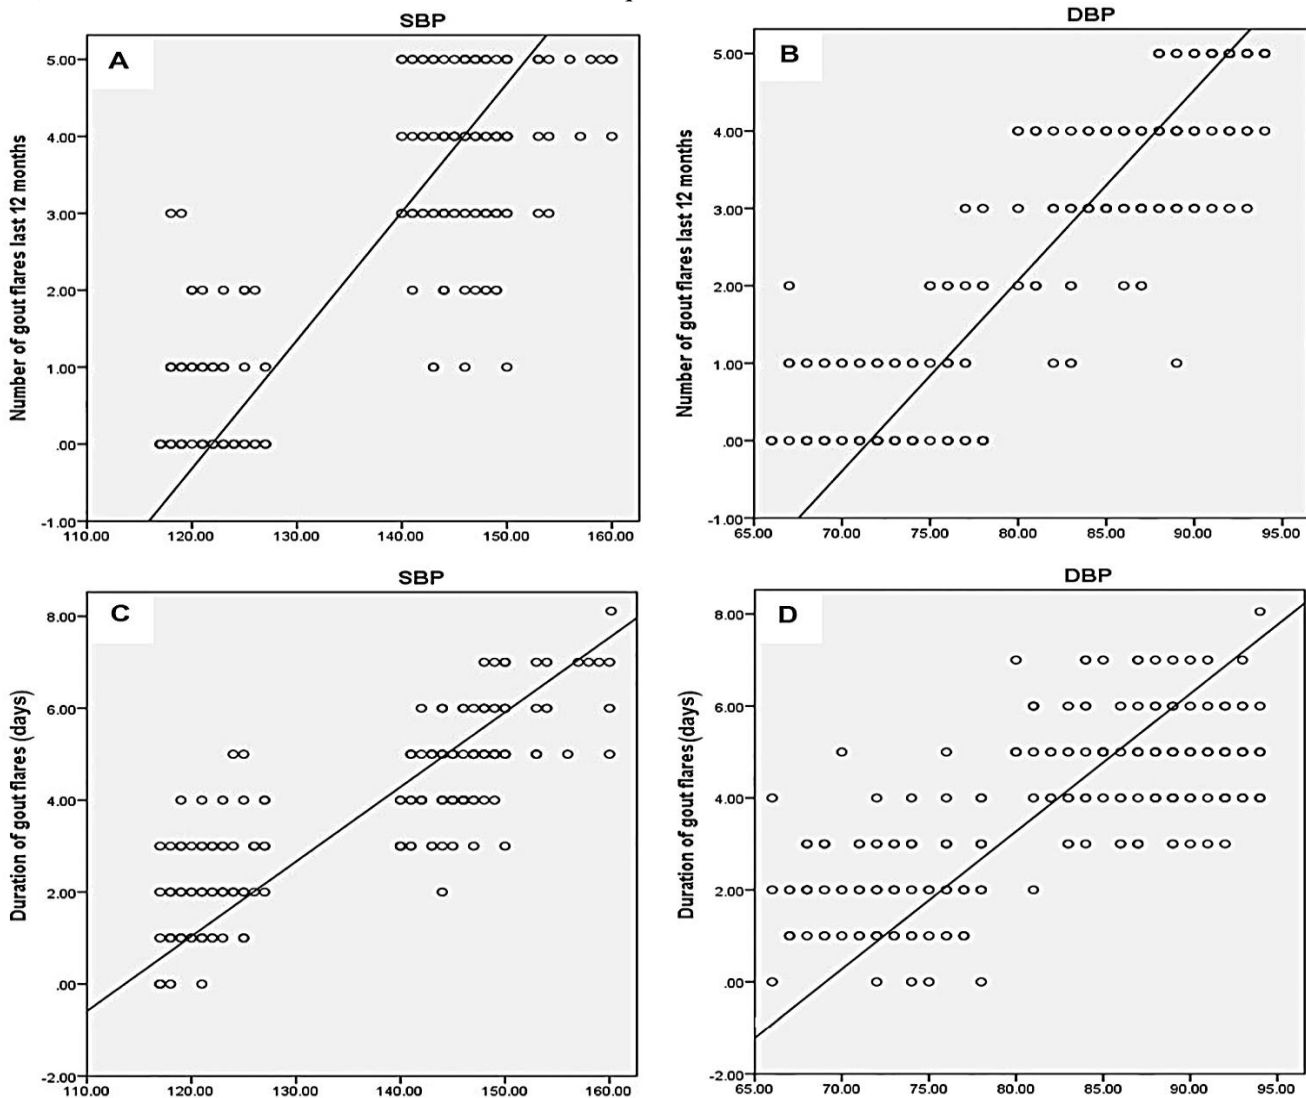 SBP
A
Number of gout flares last 12 months
5.00
4.00
3.00
2.00
1.00
.00
-1.00
110.00 120.00 130.00 140.00 150.00 160.00
DBP
B
Number of gout flares last 12 months
5.00
4.00
3.00
2.00
1.00
.00
-1.00
65.00 70.00 75.00 80.00 85.00 90.00 95.00
SBP
C
Duration of gout flares (days)
8.00
6.00
4.00
2.00
.00
-2.00
110.00 120.00 130.00 140.00 150.00 160.00
DBP
D
Duration of gout flares(days)
8.00
6.00
4.00
2.00
.00
-2.00
65.00 70.00 75.00 80.00 85.00 90.00 95.00